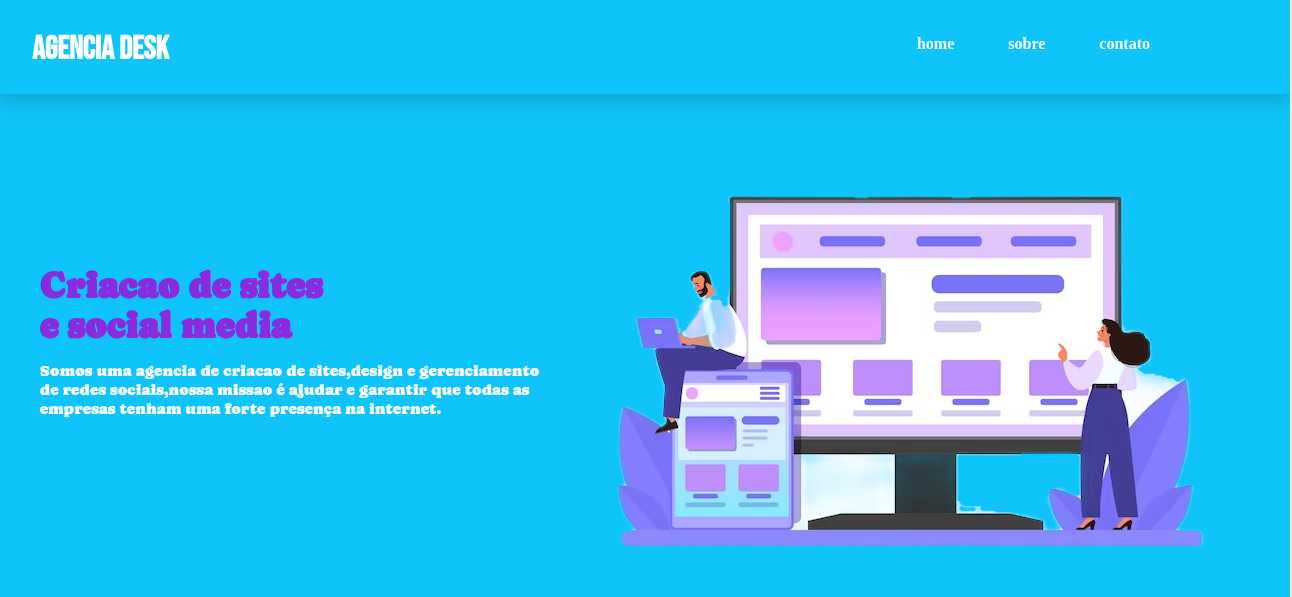 AGENCIA DESK
home sobre contato
Criacao de sites
e social media
Somos uma agencia de criacao de sites,design e gerenciamento
de redes sociais,nossa missao é ajudar e garantir que todas as
empresas tenham uma forte presença na internet.